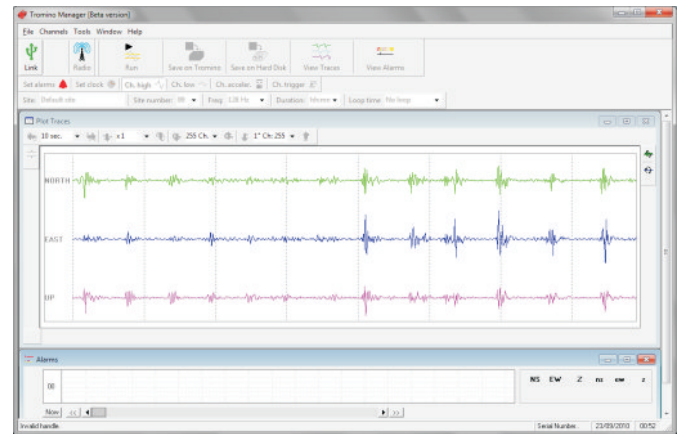 Tromino Manager [Beta version]
File Channels Tools Window Help
Link Radio Run Save on Tromino Save on Hard Disk View Traces View Alarms
Set alarms Set clock Ch. high Ch. low Ch. acceler. Ch. trigger
Site: Default site Site number: 00 Freq: 128 Hz Duration: Loop time: No loop
Plot Traces
10 sec. x1 255 Ch. 1° Ch: 255
NORTH
EAST
UP
Alarms
00 NS EW Z ns ew z
Now << >>
Invalid handle. Serial Number: 23/09/2010 00:52